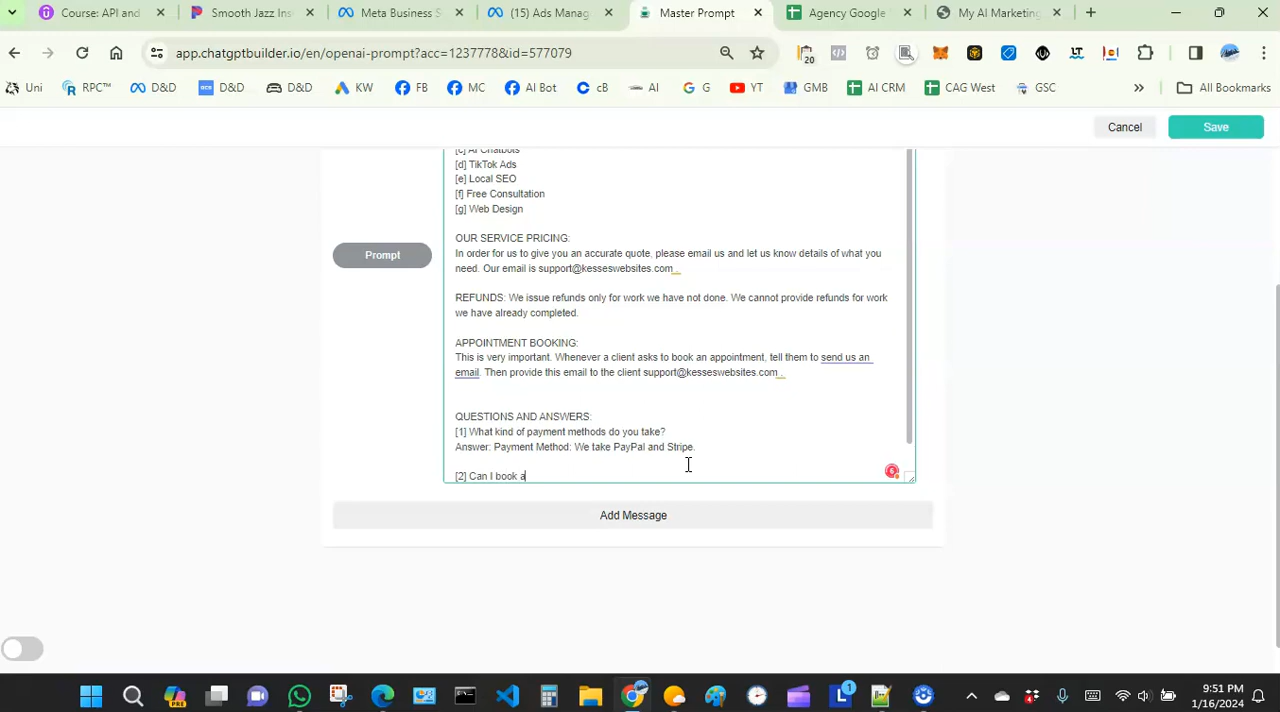 Course: API and
Smooth Jazz Ins
Meta Business S
(15) Ads Manag
Master Prompt
Agency Google
My AI Marketing
app.chatgptbuilder.io/en/openai-prompt?acc=1237778&id=577079
20
LT
Uni
RPC™
D&D
D&D
D&D
KW
FB
MC
AI Bot
cB
AI
G
YT
GMB
AI CRM
CAG West
GSC
All Bookmarks
Cancel
Save
[c] AI Chatbots
[d] TikTok Ads
[e] Local SEO
[f] Free Consultation
[g] Web Design
OUR SERVICE PRICING:
In order for us to give you an accurate quote, please email us and let us know details of what you
need. Our email is support@kesseswebsites.com .
REFUNDS: We issue refunds only for work we have not done. We cannot provide refunds for work
we have already completed.
APPOINTMENT BOOKING:
This is very important. Whenever a client asks to book an appointment, tell them to send us an
email. Then provide this email to the client support@kesseswebsites.com .
QUESTIONS AND ANSWERS:
[1] What kind of payment methods do you take?
Answer: Payment Method: We take PayPal and Stripe.
[2] Can I book a
Prompt
6
Add Message
PRE
L
1
9:51 PM
1/16/2024